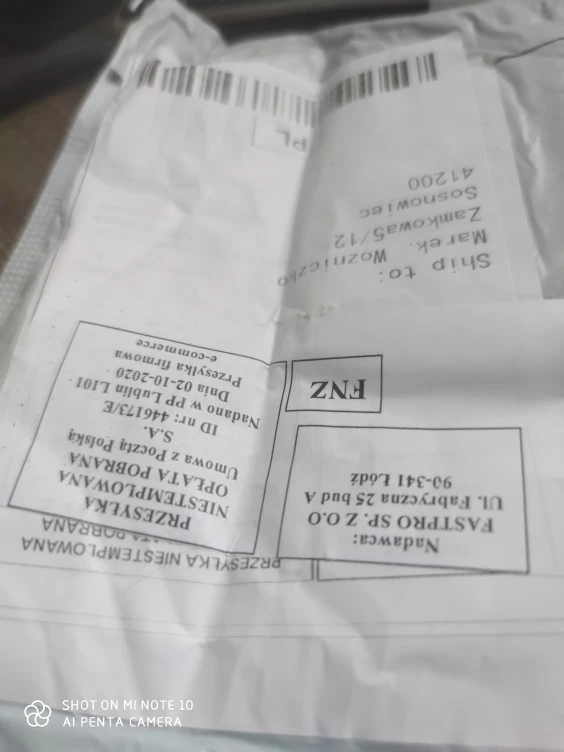 PRZESYŁKA NIESTEMPLOWANA
OPŁATA POBRANA
Nadawca:
FASTPRO SP. Z O.O
Ul. Fabryczna 25 bud A
90-341 Łódź
PRZESYŁKA
NIESTEMPLOWANA
OPŁATA POBRANA
Umowa z Pocztą Polską
S.A.
ID nr: 446173/E
Nadano w PP Lublin L101
Dnia 02-10-2020
Przesyłka firmowa
e-commerce
FNZ
Ship to:
Marek. Wozniczko
Zamkowa5/12
Sosnowiec
41200
PL
SHOT ON MI NOTE 10
AI PENTA CAMERA